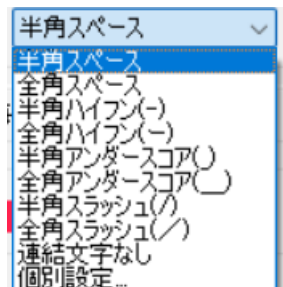 半角スペース
半角スペース
全角スペース
半角ハイフン(-)
全角ハイフン(－)
半角アンダースコア(_)
全角アンダースコア(＿)
半角スラッシュ(/)
全角スラッシュ(／)
連結文字なし
個別設定...